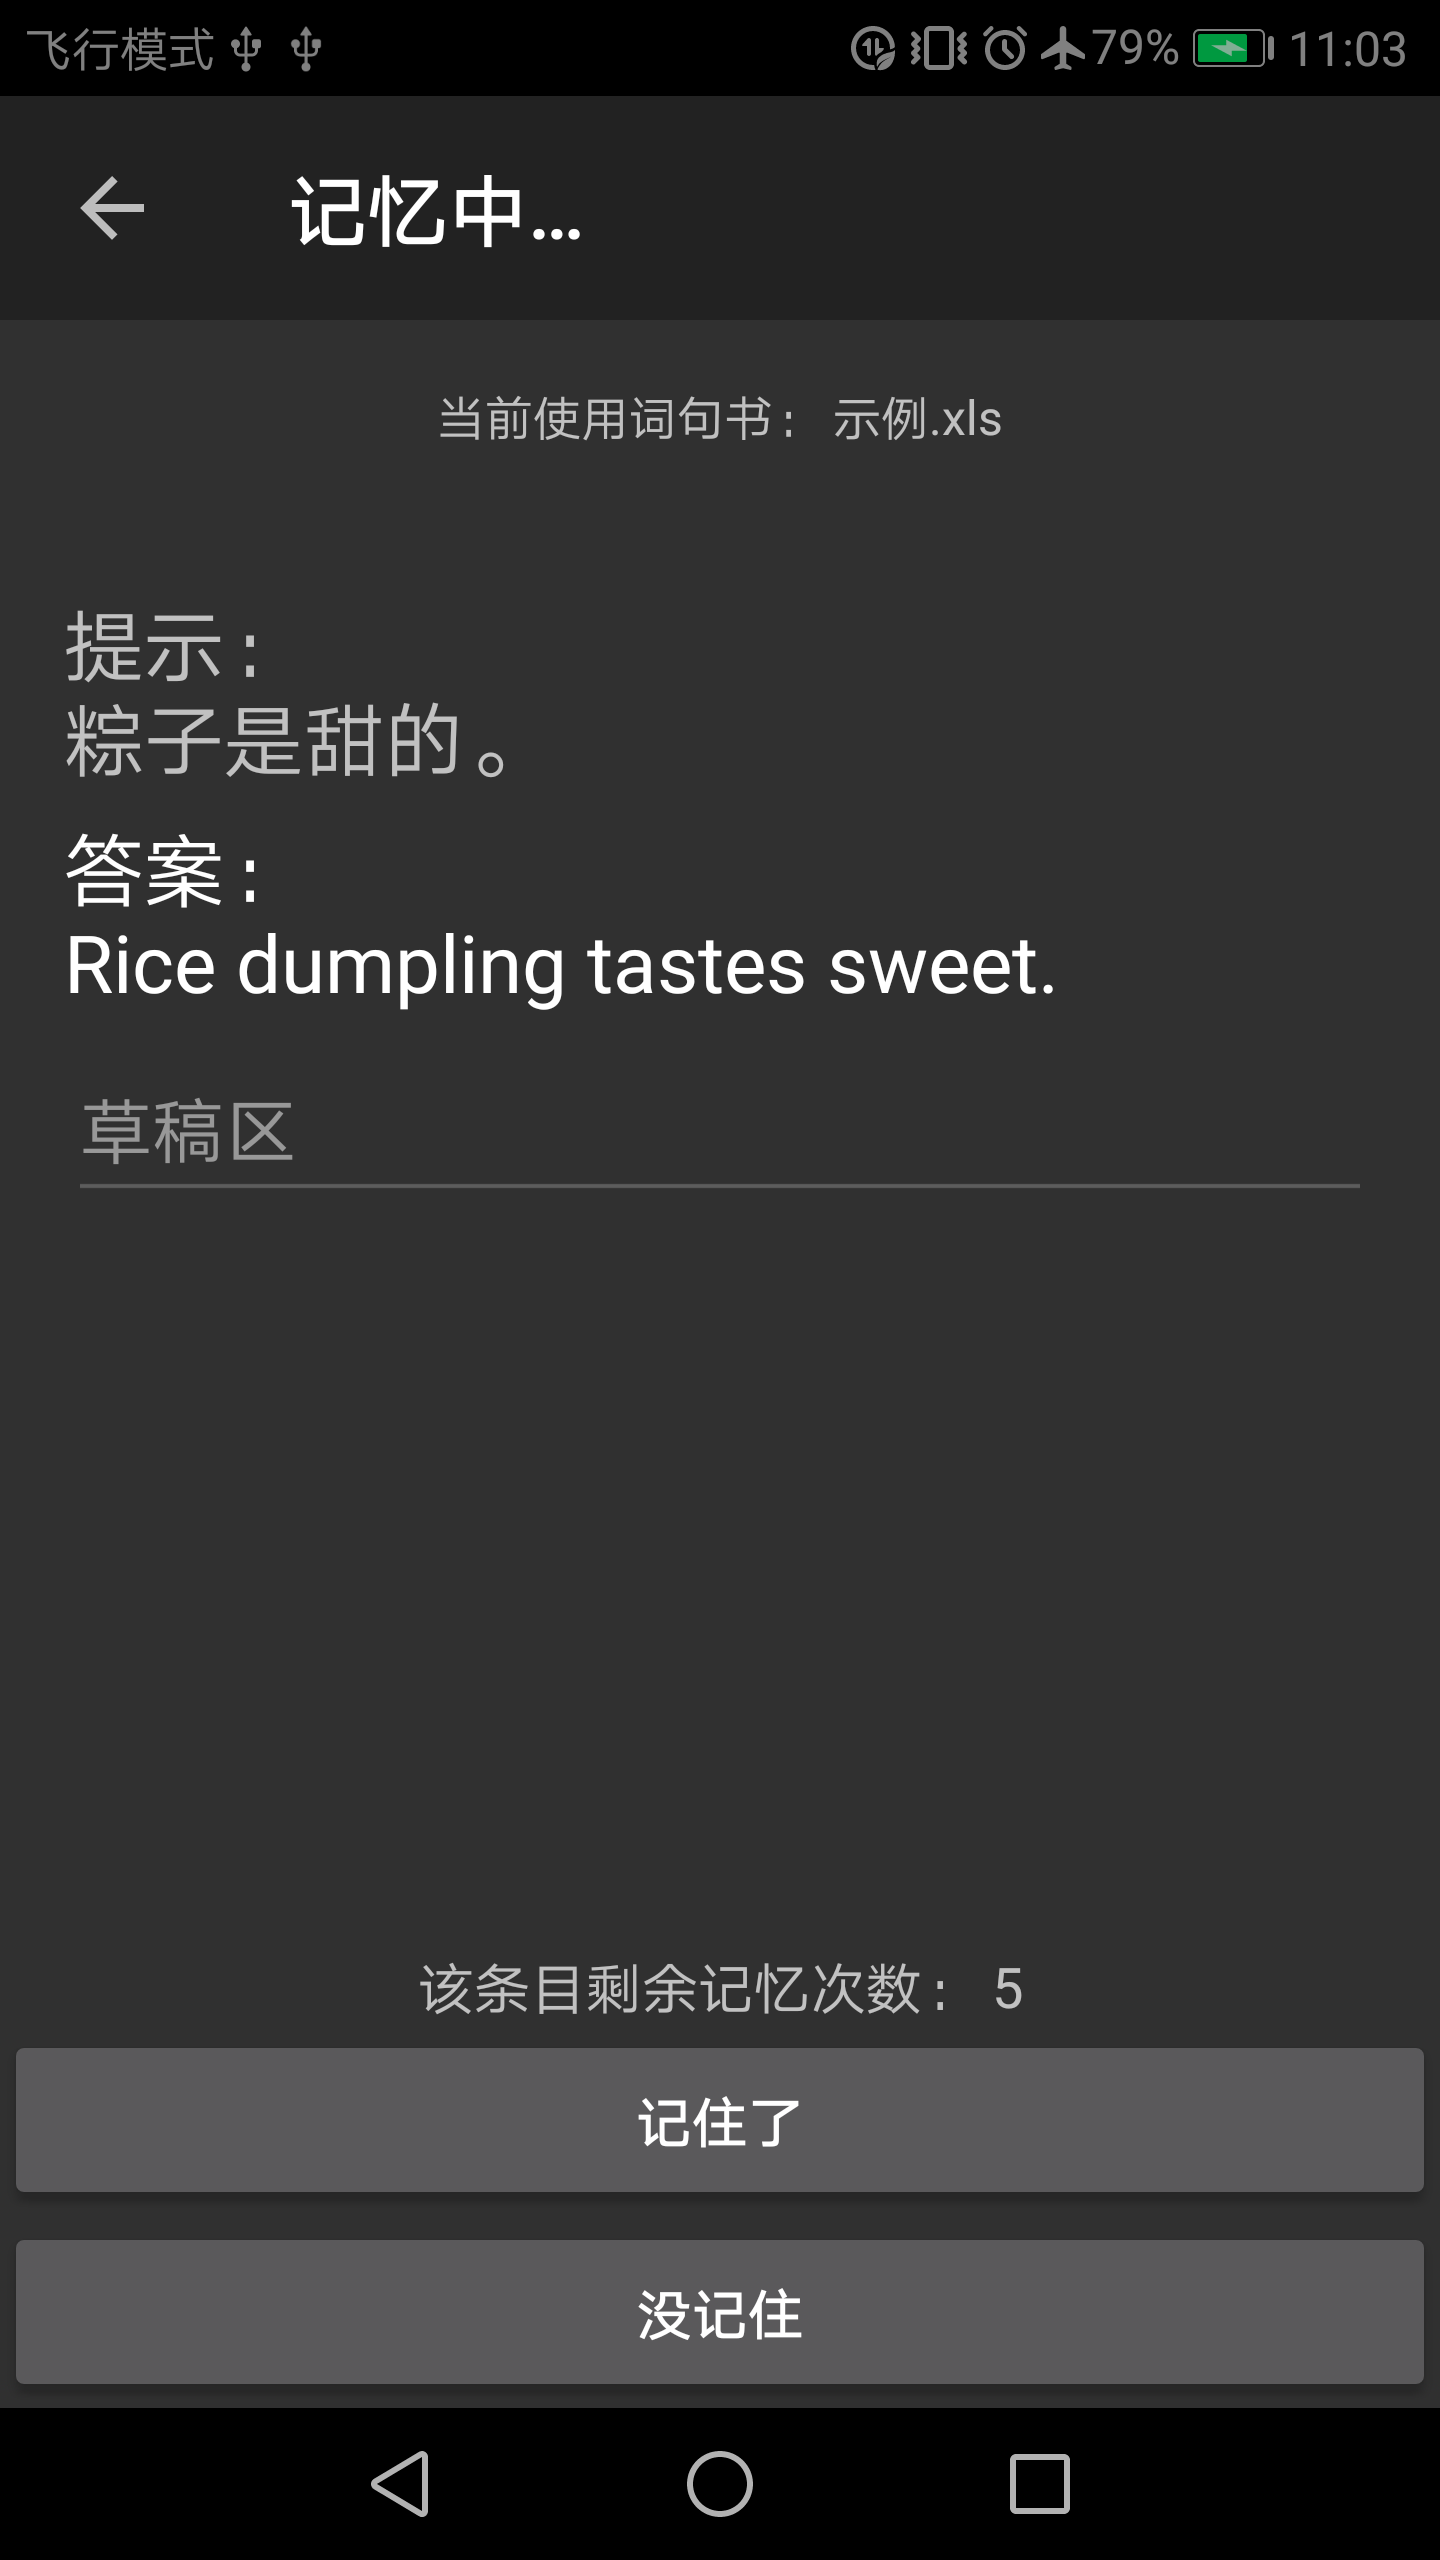 飞行模式 79% 11:03
记忆中...
当前使用词句书： 示例.xls
提示：
粽子是甜的。
答案：
Rice dumpling tastes sweet.
草稿区
该条目剩余记忆次数： 5
记住了
没记住